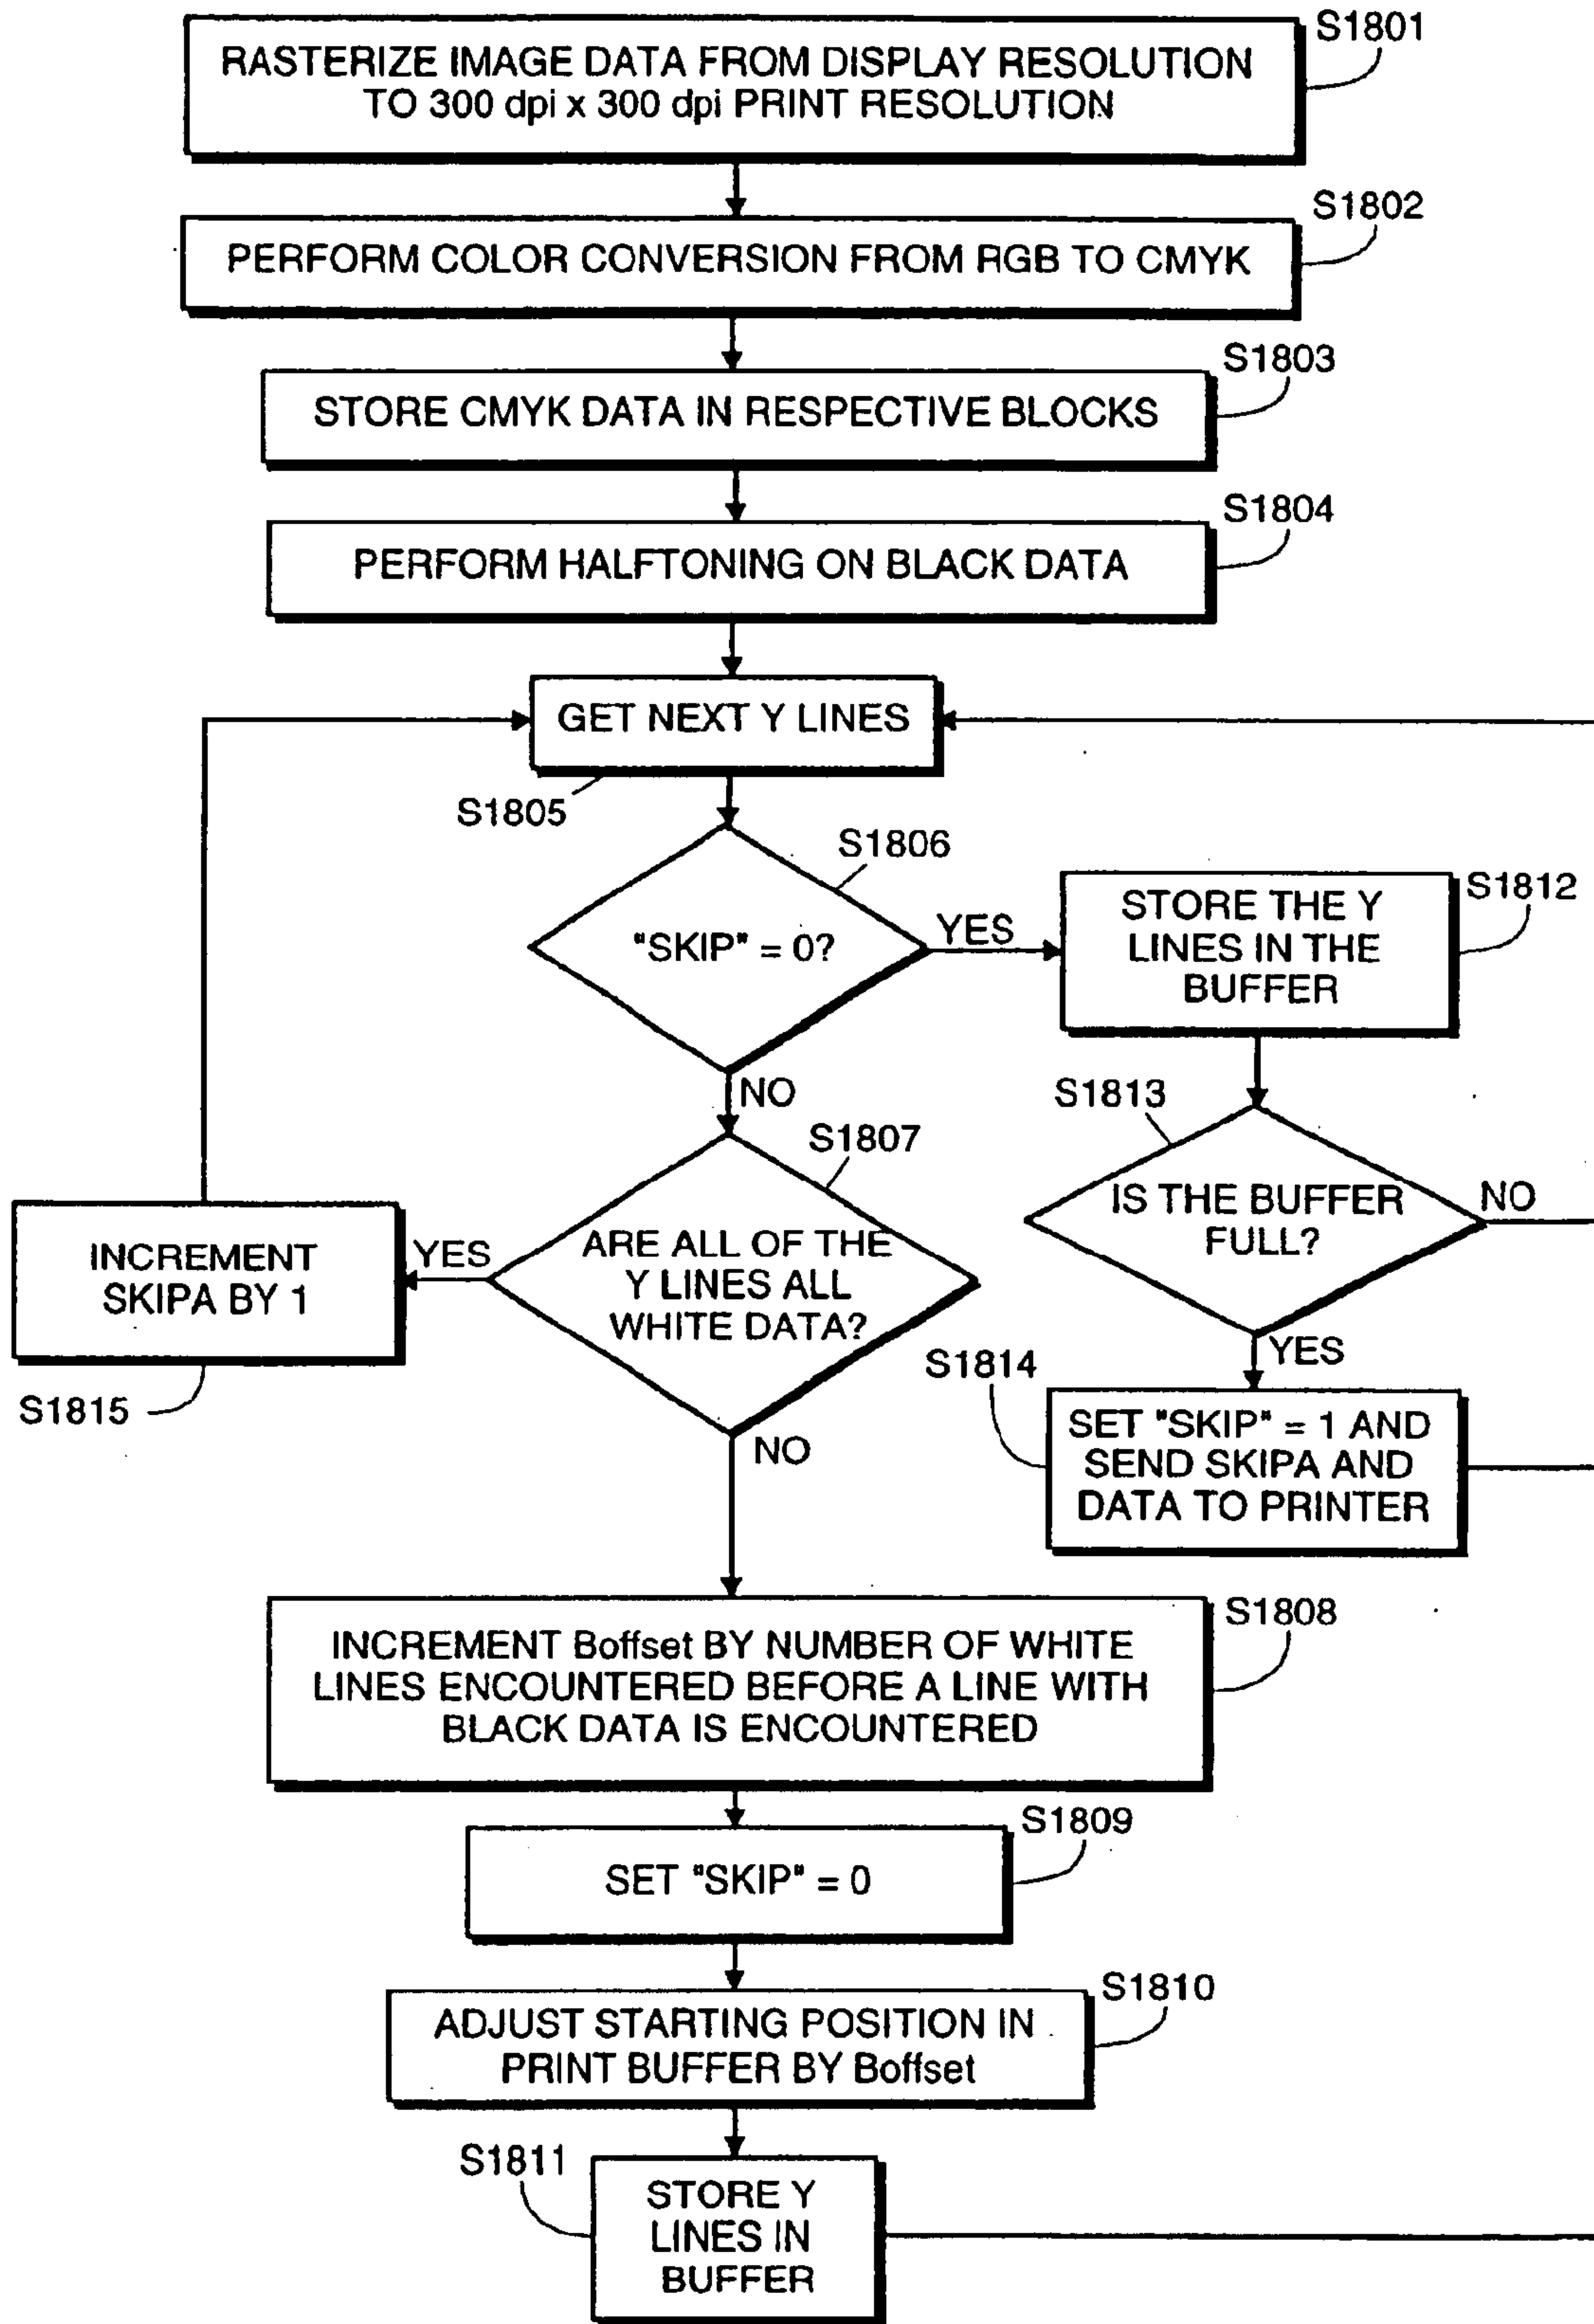 S1801
RASTERIZE IMAGE DATA FROM DISPLAY RESOLUTION
TO 300 dpi x 300 dpi PRINT RESOLUTION
S1802
PERFORM COLOR CONVERSION FROM RGB TO CMYK
S1803
STORE CMYK DATA IN RESPECTIVE BLOCKS
S1804
PERFORM HALFTONING ON BLACK DATA
GET NEXT Y LINES
S1805
S1806
"SKIP" = 0?
YES
NO
S1812
STORE THE Y
LINES IN THE
BUFFER
S1813
IS THE BUFFER
FULL?
NO
YES
S1814
SET "SKIP" = 1 AND
SEND SKIPA AND
DATA TO PRINTER
S1807
ARE ALL OF THE
Y LINES ALL
WHITE DATA?
YES
NO
INCREMENT
SKIPA BY 1
S1815
S1808
INCREMENT Boffset BY NUMBER OF WHITE
LINES ENCOUNTERED BEFORE A LINE WITH
BLACK DATA IS ENCOUNTERED
S1809
SET "SKIP" = 0
S1810
ADJUST STARTING POSITION IN
PRINT BUFFER BY Boffset
S1811
STORE Y
LINES IN
BUFFER